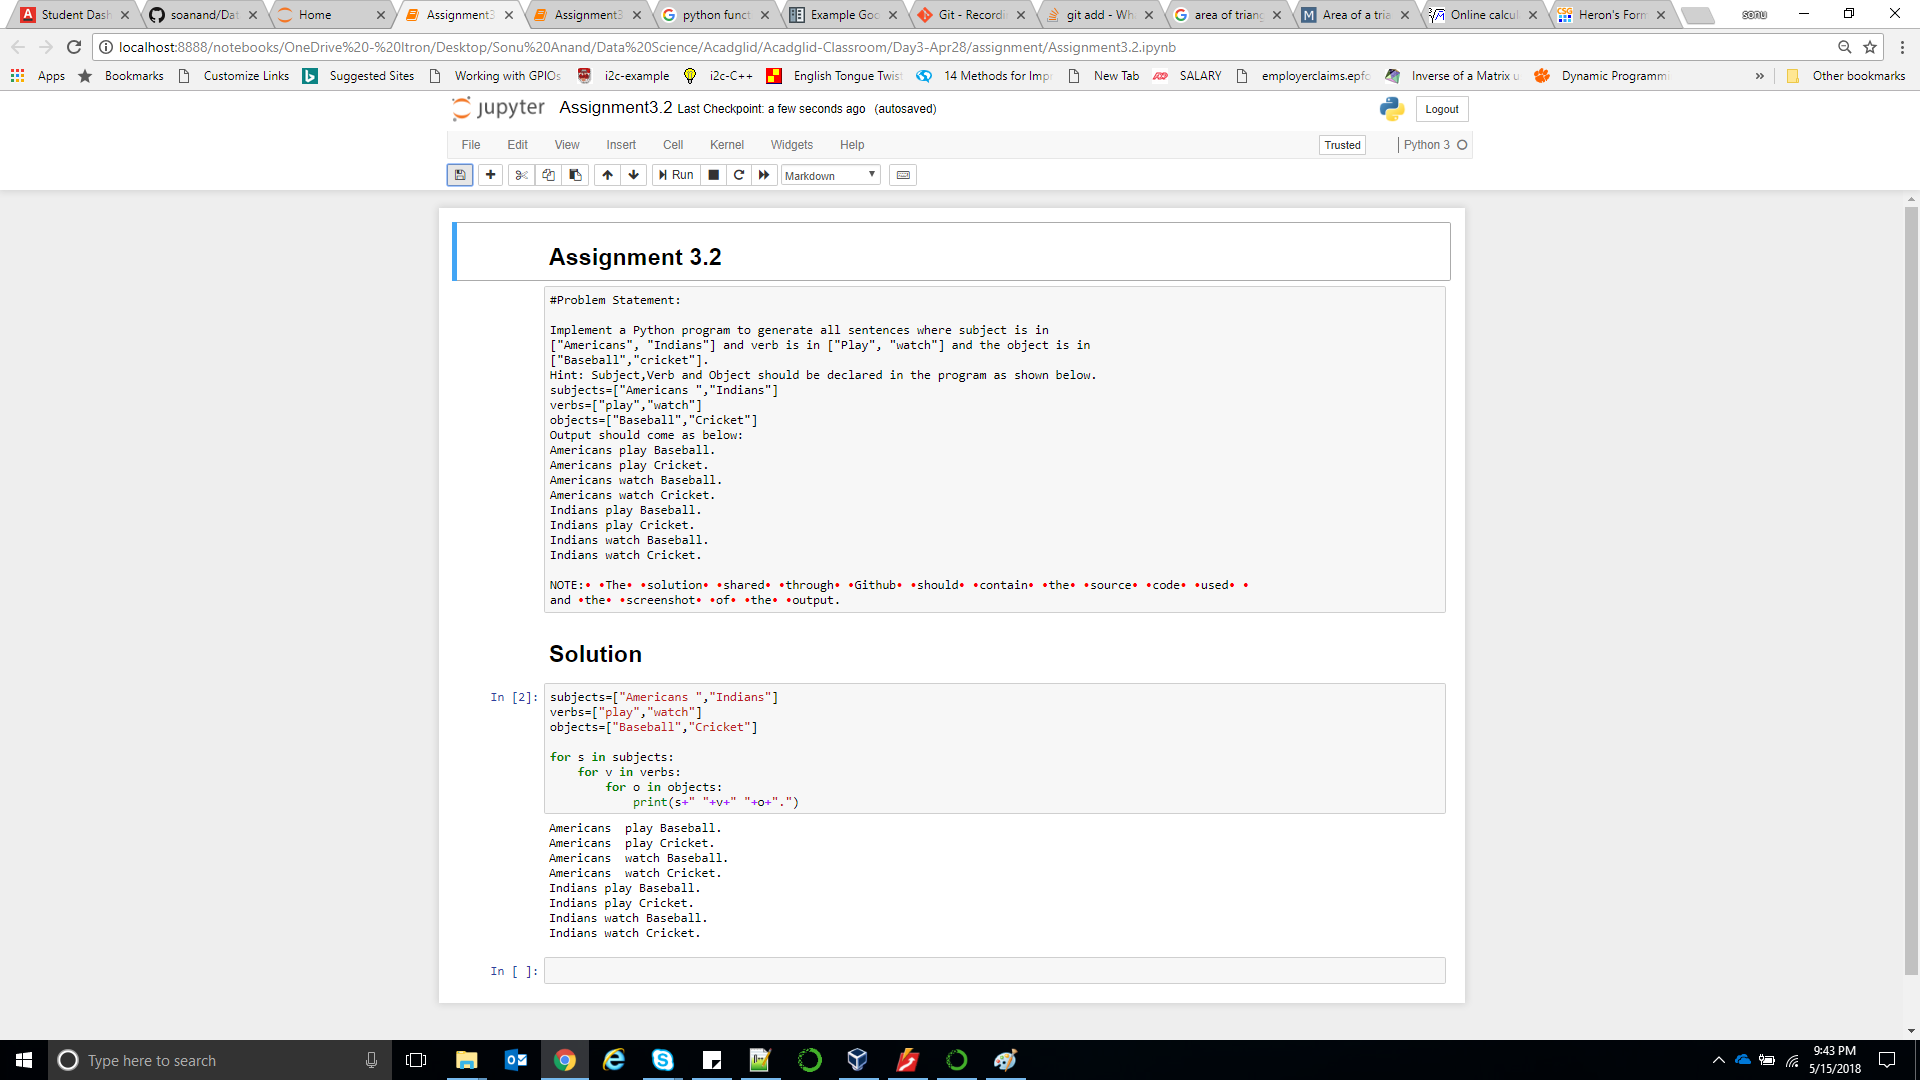 Student Dash
soanand/Dat
Home
Assignment3
Assignment3
python funct
Example Goo
Git - Recordi
git add - Wh
area of triang
Area of a tria
Online calcul
Heron's Form
sonu
localhost:8888/notebooks/OneDrive%20-%20Itron/Desktop/Sonu%20Anand/Data%20Science/Acadglid/Acadglid-Classroom/Day3-Apr28/assignment/Assignment3.2.ipynb
Apps
Bookmarks
Customize Links
Suggested Sites
Working with GPIOs
i2c-example
i2c-C++
English Tongue Twist
14 Methods for Impr
New Tab
SALARY
employerclaims.epfo
Inverse of a Matrix u
Dynamic Programmi
»
Other bookmarks
jupyter
Assignment3.2 Last Checkpoint: a few seconds ago (autosaved)
Logout
File Edit View Insert Cell Kernel Widgets Help
Trusted
Python 3
Run
Markdown
Assignment 3.2
#Problem Statement:
Implement a Python program to generate all sentences where subject is in
["Americans", "Indians"] and verb is in ["Play", "watch"] and the object is in
["Baseball","cricket"].
Hint: Subject,Verb and Object should be declared in the program as shown below.
subjects=["Americans ","Indians"]
verbs=["play","watch"]
objects=["Baseball","Cricket"]
Output should come as below:
Americans play Baseball.
Americans play Cricket.
Americans watch Baseball.
Americans watch Cricket.
Indians play Baseball.
Indians play Cricket.
Indians watch Baseball.
Indians watch Cricket.
NOTE:• •The• •solution• •shared• •through• •Github• •should• •contain• •the• •source• •code• •used• •
and •the• •screenshot• •of• •the• •output.
Solution
In [2]:
subjects=["Americans ","Indians"]
verbs=["play","watch"]
objects=["Baseball","Cricket"]
for s in subjects:
    for v in verbs:
        for o in objects:
            print(s+" "+v+" "+o+".")
Americans  play Baseball.
Americans  play Cricket.
Americans  watch Baseball.
Americans  watch Cricket.
Indians play Baseball.
Indians play Cricket.
Indians watch Baseball.
Indians watch Cricket.
In [ ]:
Type here to search
9:43 PM
5/15/2018